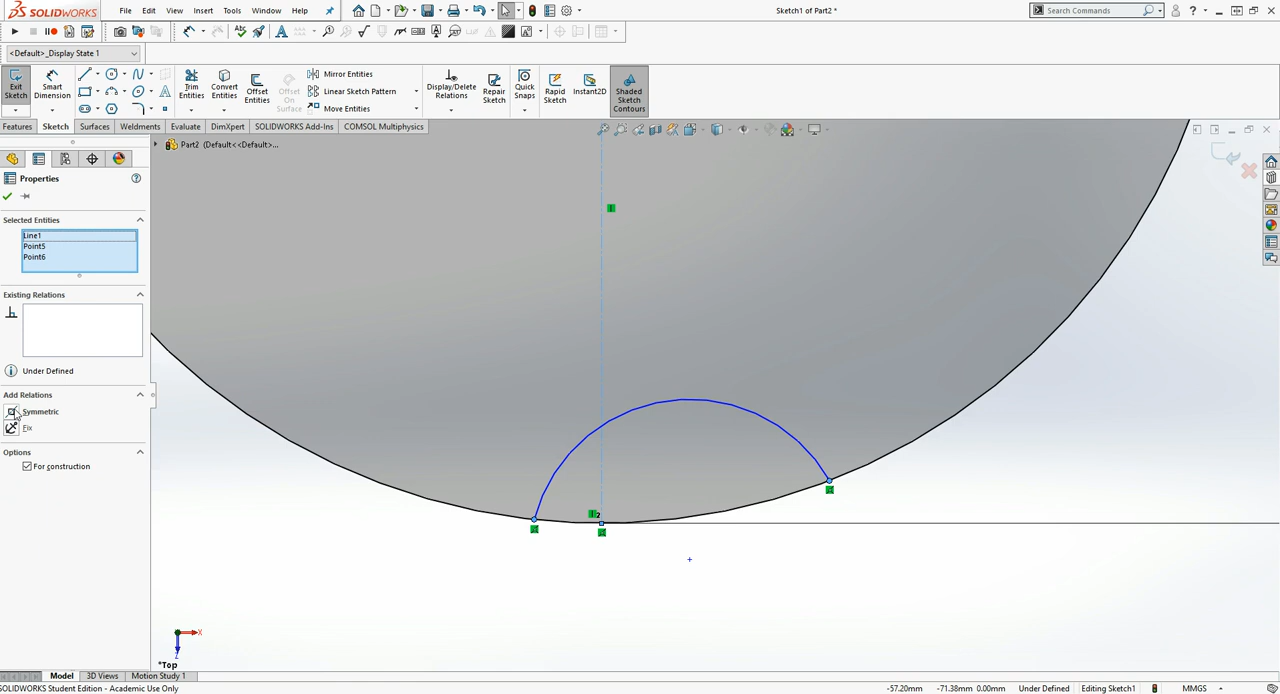 SOLIDWORKS File Edit View Insert Tools Window Help Sketch1 of Part2 * Search Commands
<Default>_Display State 1
Exit Sketch
Smart Dimension
Trim Entities
Convert Entities
Offset Entities
Offset On Surface
Mirror Entities
Linear Sketch Pattern
Move Entities
Display/Delete Relations
Repair Sketch
Quick Snaps
Rapid Sketch
Instant2D
Shaded Sketch Contours
Features Sketch Surfaces Weldments Evaluate DimXpert SOLIDWORKS Add-Ins COMSOL Multiphysics
Part2 (Default<<Default>...
Properties
Selected Entities
Line1
Point5
Point6
Existing Relations
Under Defined
Add Relations
Symmetric
Fix
Options
For construction
2
X
Z
*Top
Model 3D Views Motion Study 1
SOLIDWORKS Student Edition - Academic Use Only -57.20mm -71.38mm 0.00mm Under Defined Editing Sketch1 MMGS